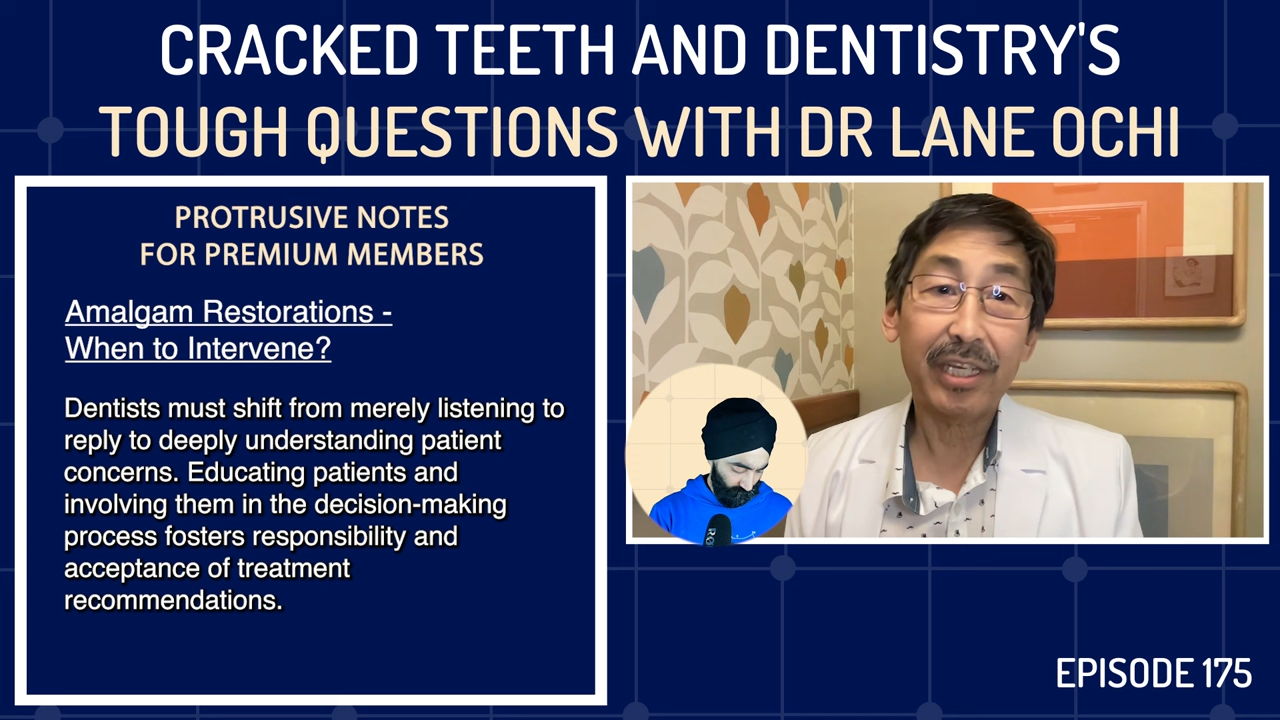 CRACKED TEETH AND DENTISTRY'S
TOUGH QUESTIONS WITH DR LANE OCHI
PROTRUSIVE NOTES
FOR PREMIUM MEMBERS
Amalgam Restorations -
When to Intervene?
Dentists must shift from merely listening to
reply to deeply understanding patient
concerns. Educating patients and
involving them in the decision-making
process fosters responsibility and
acceptance of treatment
recommendations.
EPISODE 175